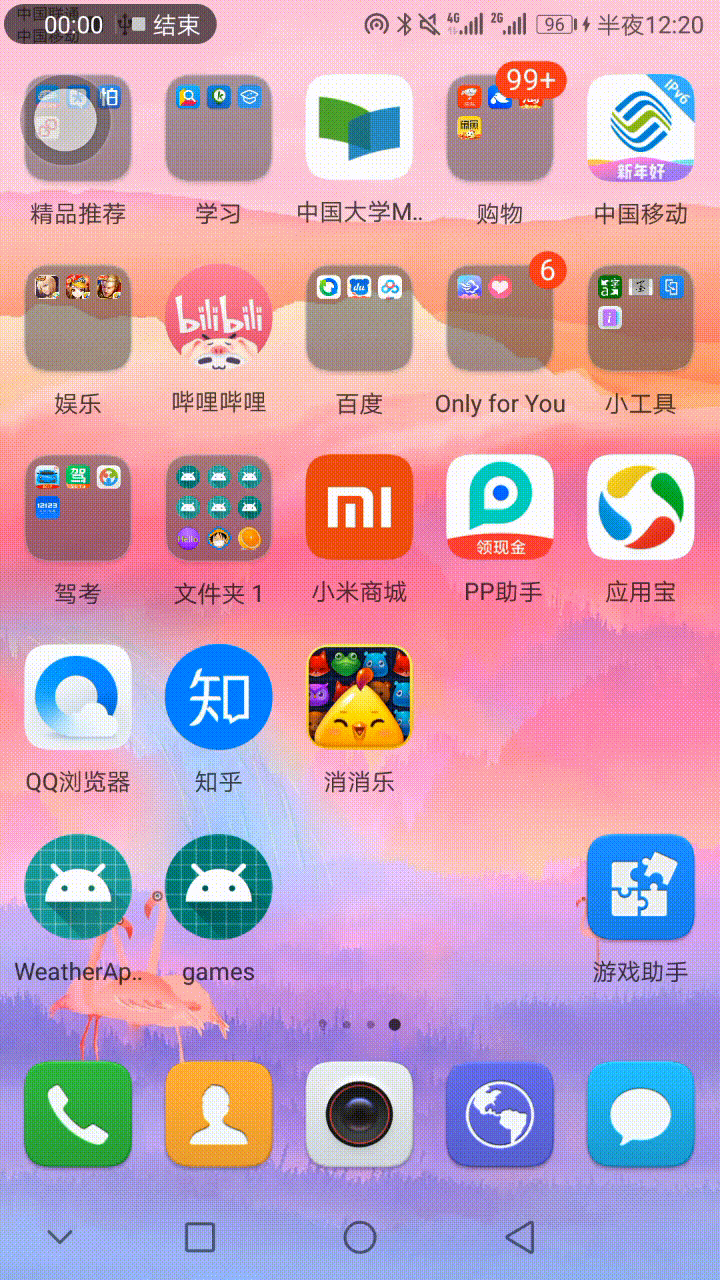 中国联通
中国移动
00:00 结束 4G 2G 96 半夜12:20
怕
99+
IPv6
新年好
精品推荐 学习 中国大学M.. 购物 中国移动
bilibili
du
6
娱乐 哔哩哔哩 百度 Only for You 小工具
驾
12123
Hello
mi
领现金
驾考 文件夹 1 小米商城 PP助手 应用宝
知
QQ浏览器 知乎 消消乐
WeatherAp.. games 游戏助手